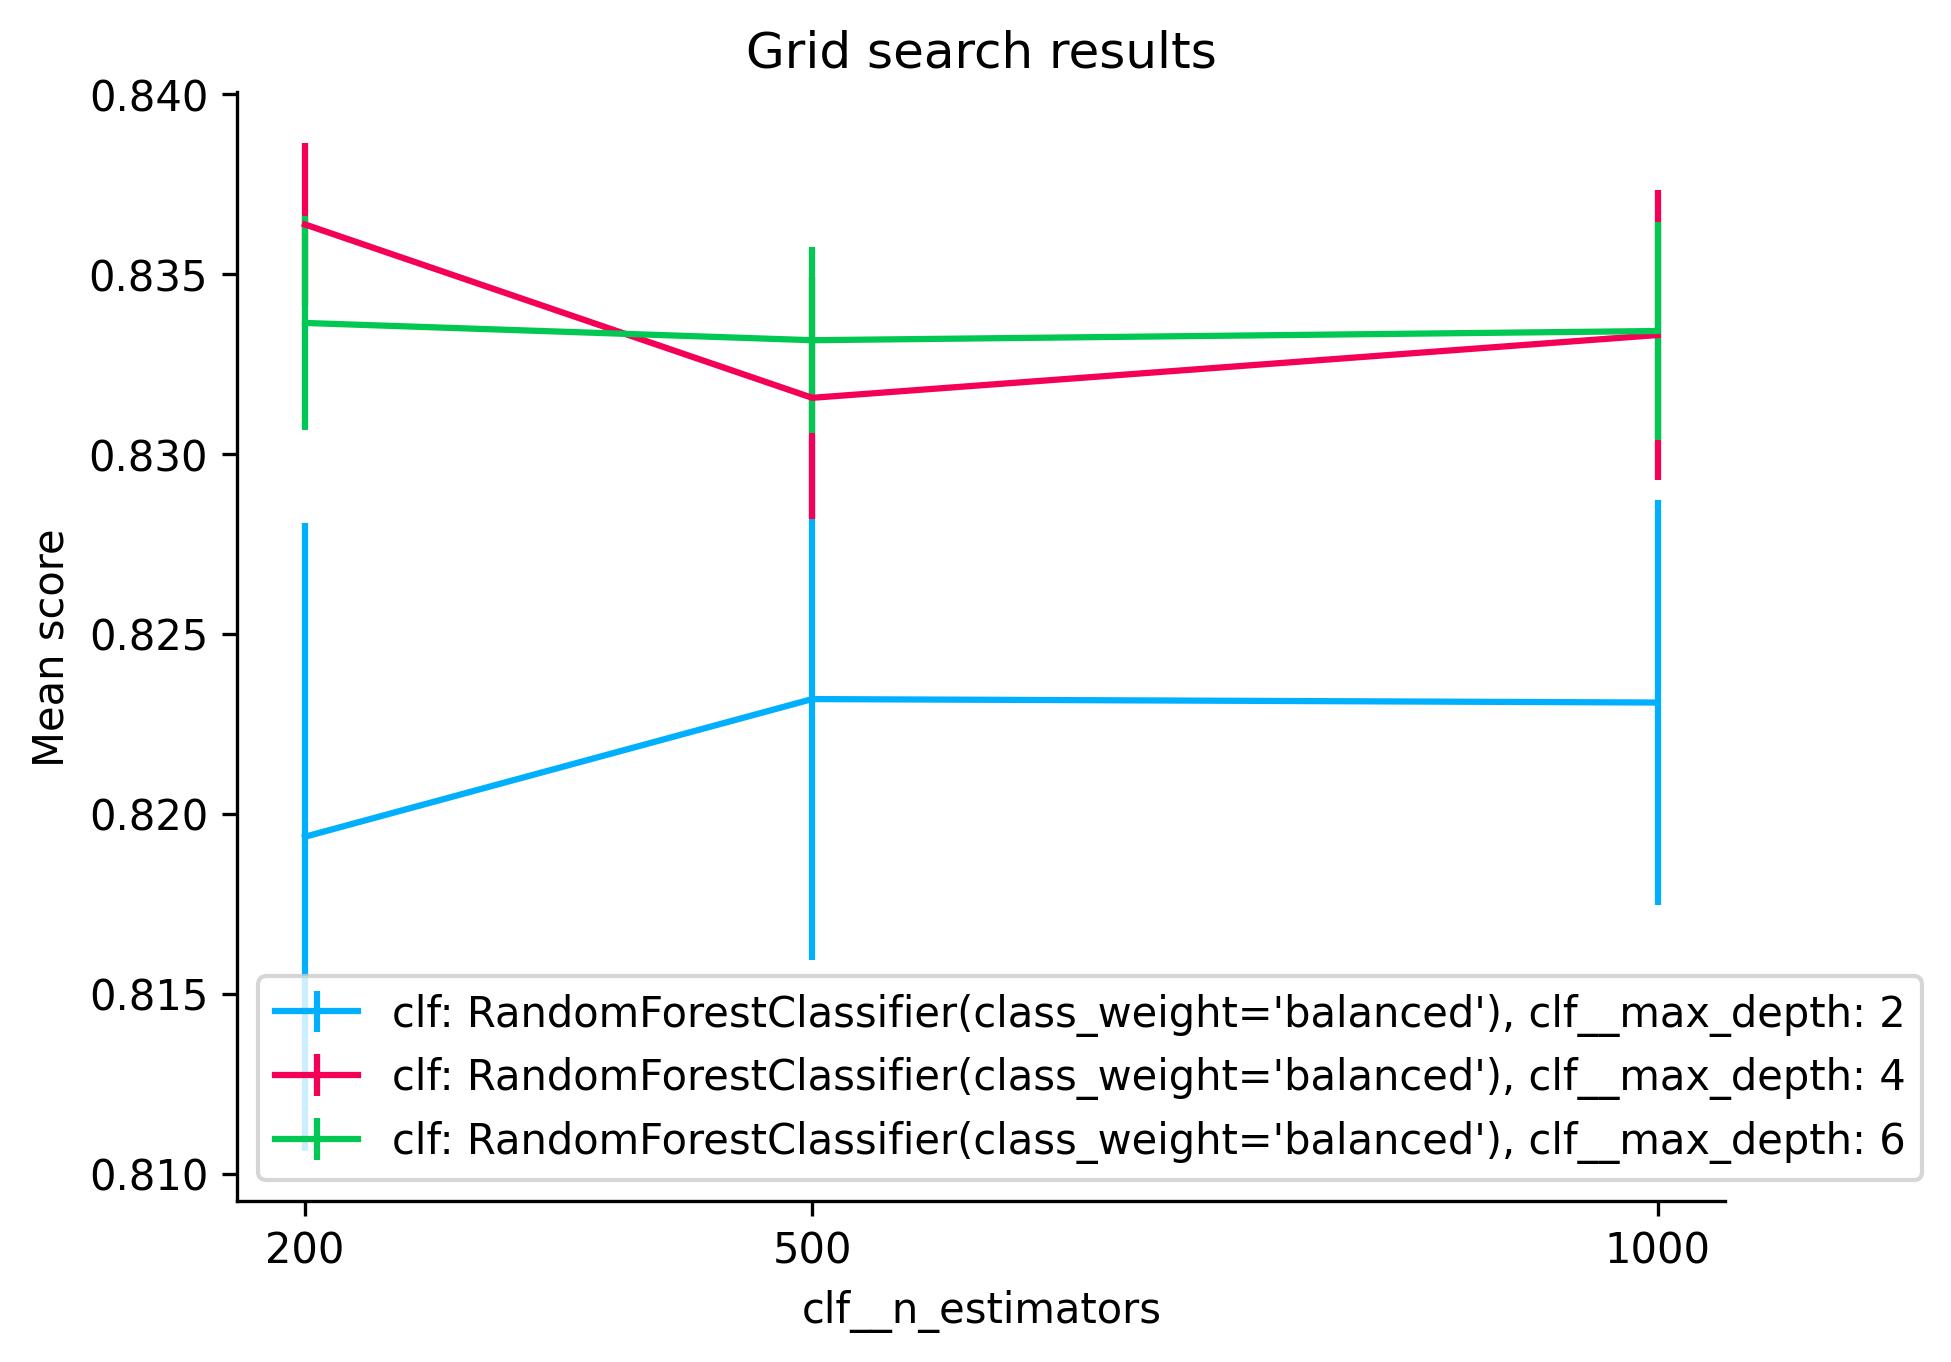 Grid search results
0.840
0.835
0.830
0.825
0.820
0.815
0.810
Mean score
clf: RandomForestClassifier(class_weight='balanced'), clf__max_depth: 2
clf: RandomForestClassifier(class_weight='balanced'), clf__max_depth: 4
clf: RandomForestClassifier(class_weight='balanced'), clf__max_depth: 6
200 500 1000
clf__n_estimators